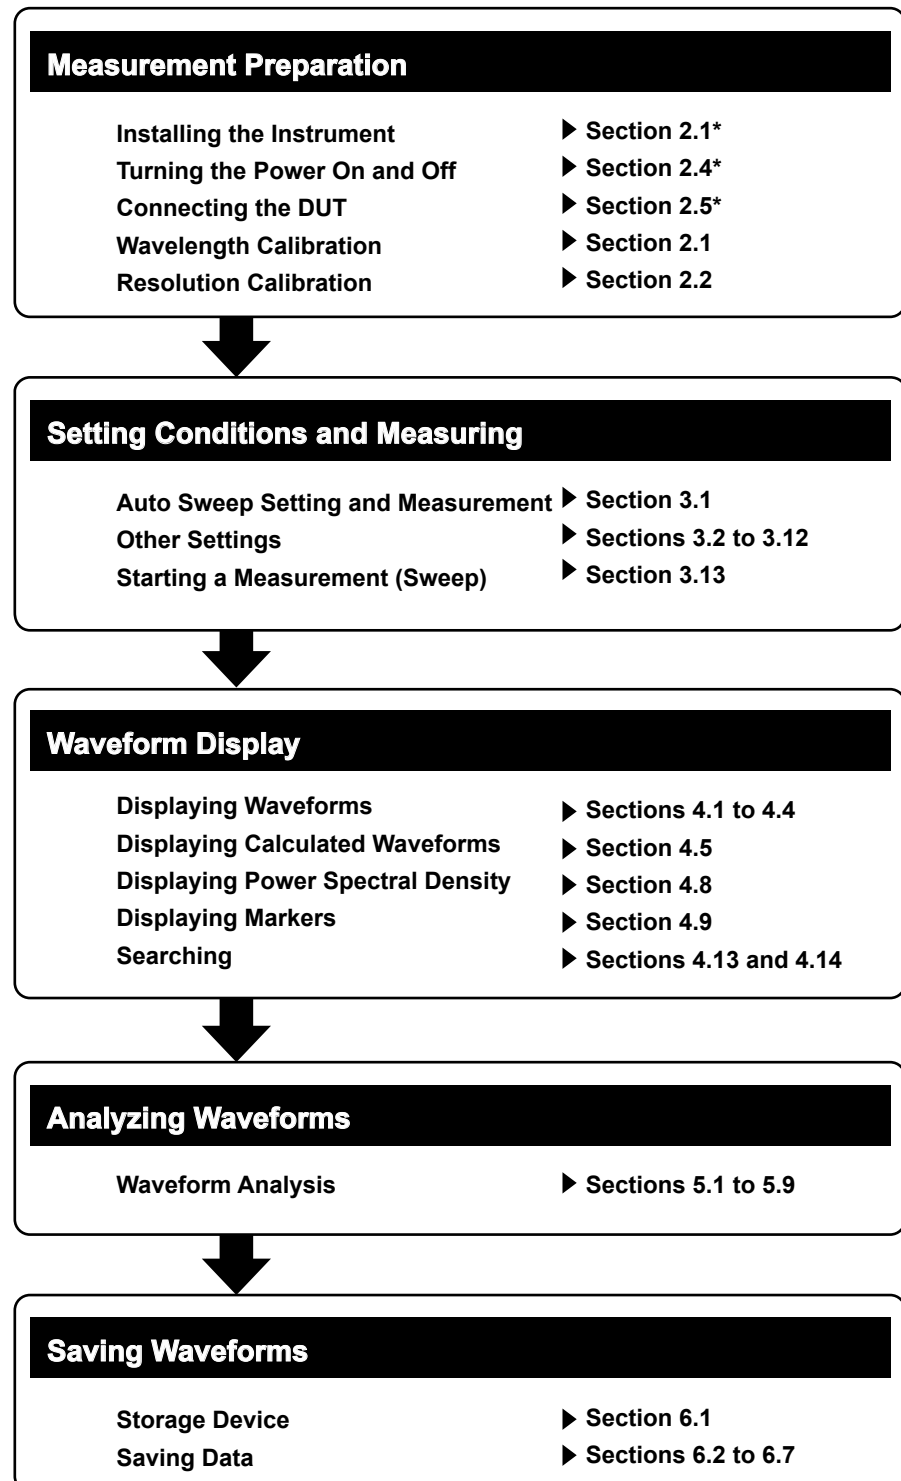 Measurement Preparation
Installing the Instrument Section 2.1*
Turning the Power On and Off Section 2.4*
Connecting the DUT Section 2.5*
Wavelength Calibration Section 2.1
Resolution Calibration Section 2.2
Setting Conditions and Measuring
Auto Sweep Setting and Measurement Section 3.1
Other Settings Sections 3.2 to 3.12
Starting a Measurement (Sweep) Section 3.13
Waveform Display
Displaying Waveforms Sections 4.1 to 4.4
Displaying Calculated Waveforms Section 4.5
Displaying Power Spectral Density Section 4.8
Displaying Markers Section 4.9
Searching Sections 4.13 and 4.14
Analyzing Waveforms
Waveform Analysis Sections 5.1 to 5.9
Saving Waveforms
Storage Device Section 6.1
Saving Data Sections 6.2 to 6.7